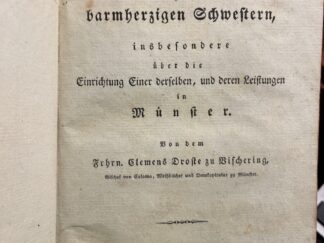 barmherzigen Schwestern,
insbesondere
über die
Einrichtung Einer derselben, und deren Leistungen
in
Münster.
Von dem
Frhrn. Clemens Droste zu Vischering,
Bischof von Calama, Weihbischof und Domkapitular zu Münster.